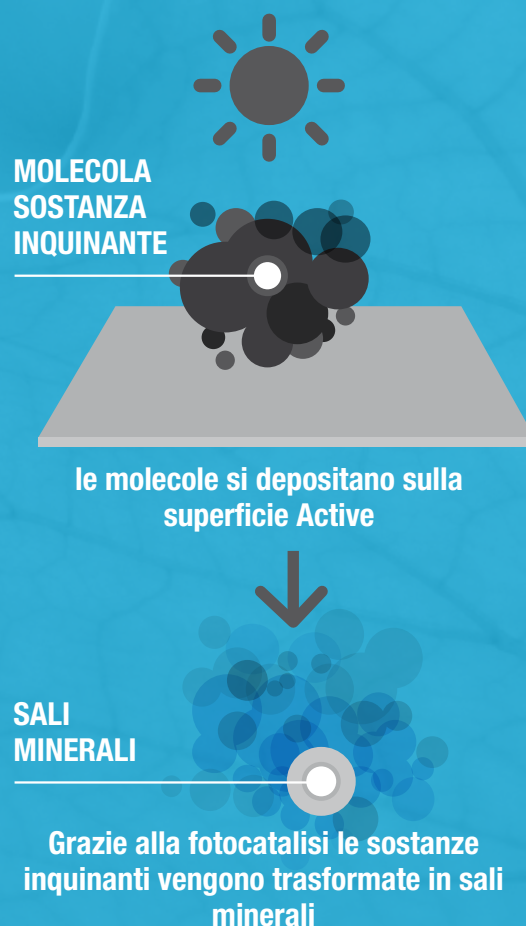 MOLECOLA
SOSTANZA
INQUINANTE
le molecole si depositano sulla
superficie Active
SALI
MINERALI
Grazie alla fotocatalisi le sostanze
inquinanti vengono trasformate in sali
minerali